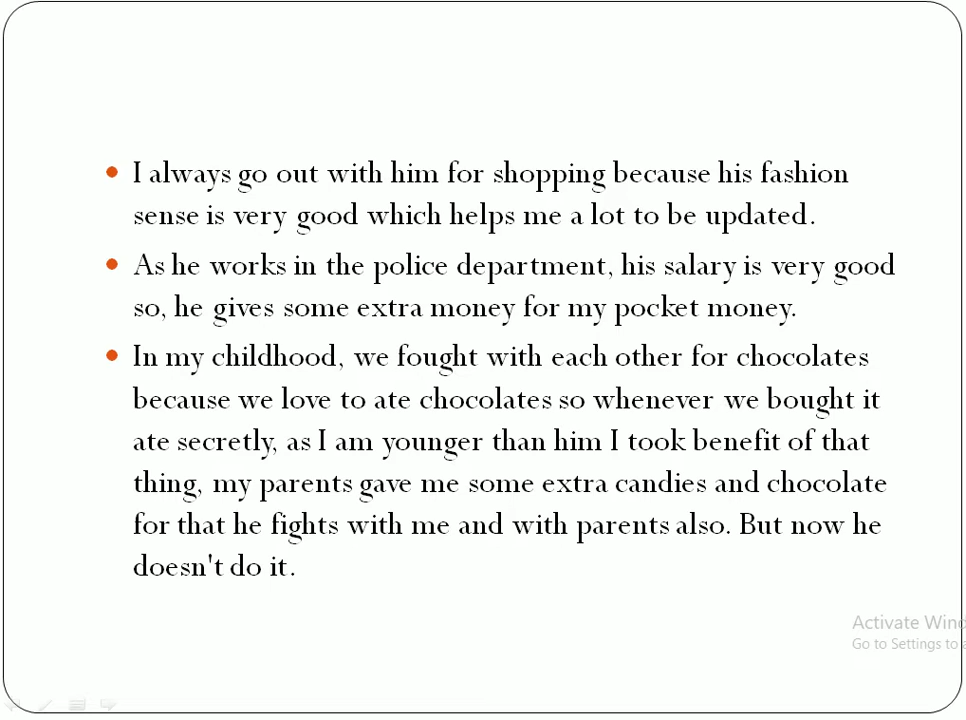 • I always go out with him for shopping because his fashion
sense is very good which helps me a lot to be updated.
• As he works in the police department, his salary is very good
so, he gives some extra money for my pocket money.
• In my childhood, we fought with each other for chocolates
because we love to ate chocolates so whenever we bought it
ate secretly, as I am younger than him I took benefit of that
thing, my parents gave me some extra candies and chocolate
for that he fights with me and with parents also. But now he
doesn't do it.
Activate Wind
Go to Settings to a